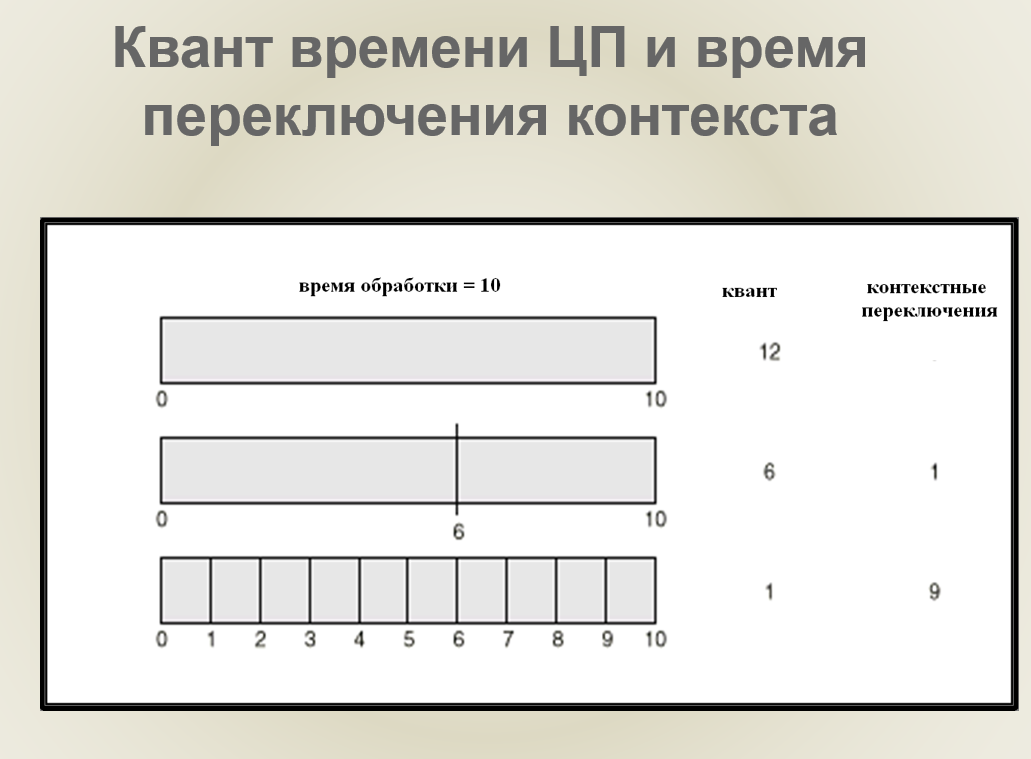 Квант времени ЦП и время
переключения контекста
время обработки = 10
квант
контекстные
переключения
12
0 10
6 1
0 6 10
1 9
0 1 2 3 4 5 6 7 8 9 10